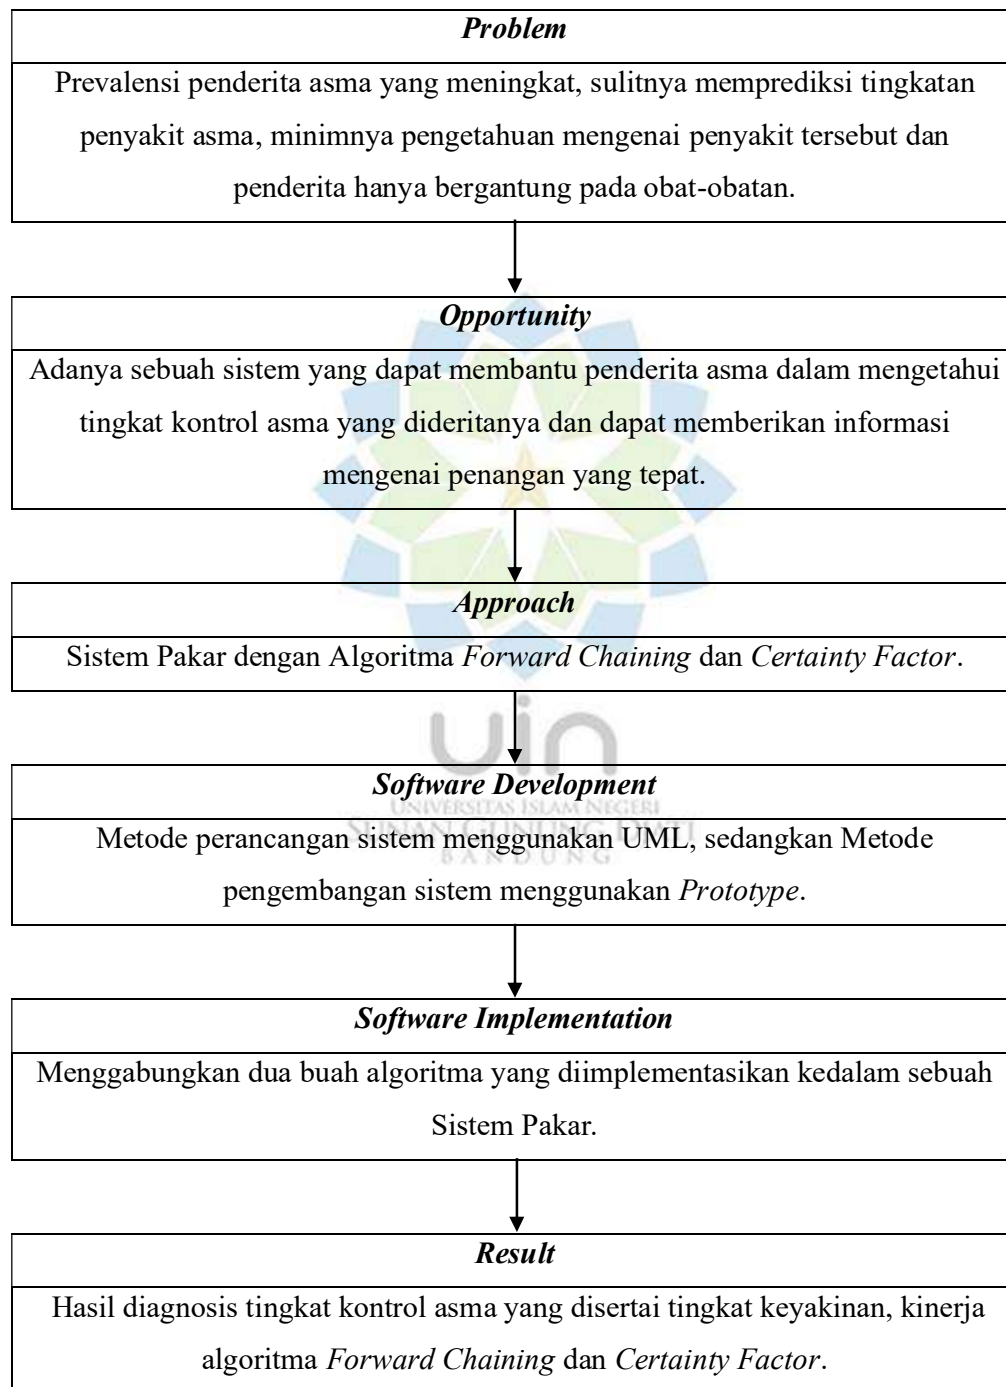 Problem
Prevalensi penderita asma yang meningkat, sulitnya memprediksi tingkatan
penyakit asma, minimnya pengetahuan mengenai penyakit tersebut dan
penderita hanya bergantung pada obat-obatan.
Opportunity
Adanya sebuah sistem yang dapat membantu penderita asma dalam mengetahui
tingkat kontrol asma yang dideritanya dan dapat memberikan informasi
mengenai penangan yang tepat.
Approach
Sistem Pakar dengan Algoritma Forward Chaining dan Certainty Factor.
uin
Software Development
UNIVERSITAS ISLAM NEGERI
SUNAN GUNUNG DJATI
BANDUNG
Metode perancangan sistem menggunakan UML, sedangkan Metode
pengembangan sistem menggunakan Prototype.
Software Implementation
Menggabungkan dua buah algoritma yang diimplementasikan kedalam sebuah
Sistem Pakar.
Result
Hasil diagnosis tingkat kontrol asma yang disertai tingkat keyakinan, kinerja
algoritma Forward Chaining dan Certainty Factor.